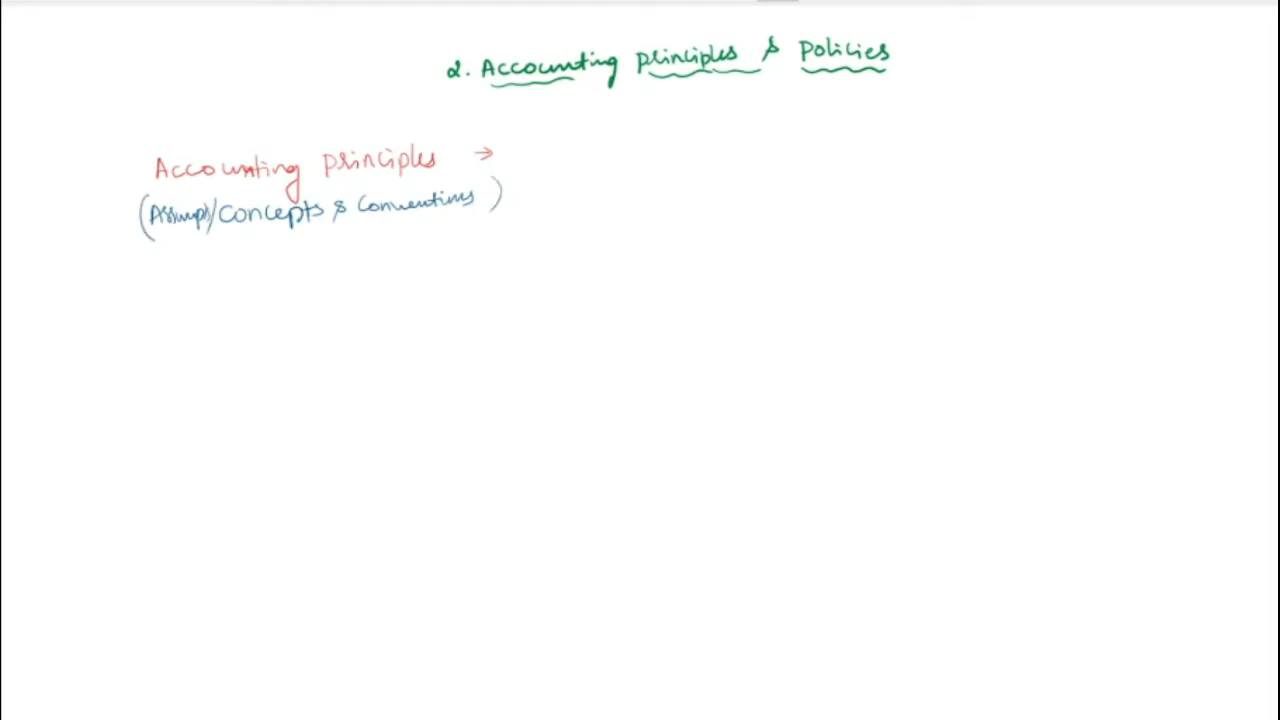 2. Accounting principles & Policies
Accounting principles →
(Assump/Concepts & Conventions)